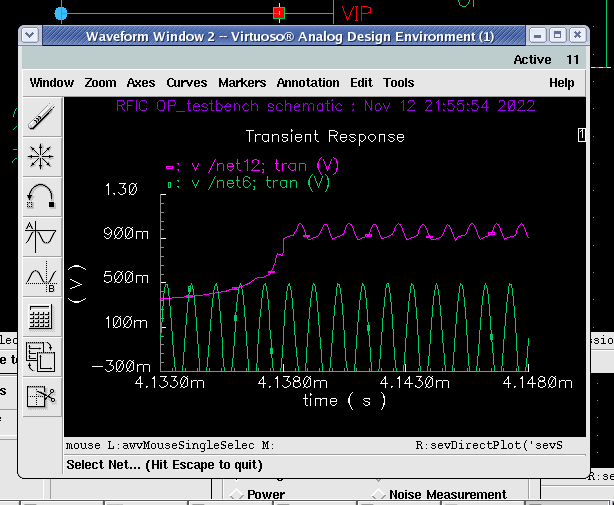 VIP
Waveform Window 2 – Virtuoso® Analog Design Environment (1)
Active 11
Window Zoom Axes Curves Markers Annotation Edit Tools Help
RFIC OP_testbench schematic : Nov 12 21:55:54 2022
Transient Response
1
: v /net12; tran (V)
: v /net6; tran (V)
1.30
900m
500m
100m
−300m
(V)
A
B
4.1330m 4.1380m 4.1430m 4.1480m
time ( s )
mouse L:awvMouseSingleSelec M: R:sevDirectPlot('sevS
Select Net... (Hit Escape to quit)
Power Noise Measurement